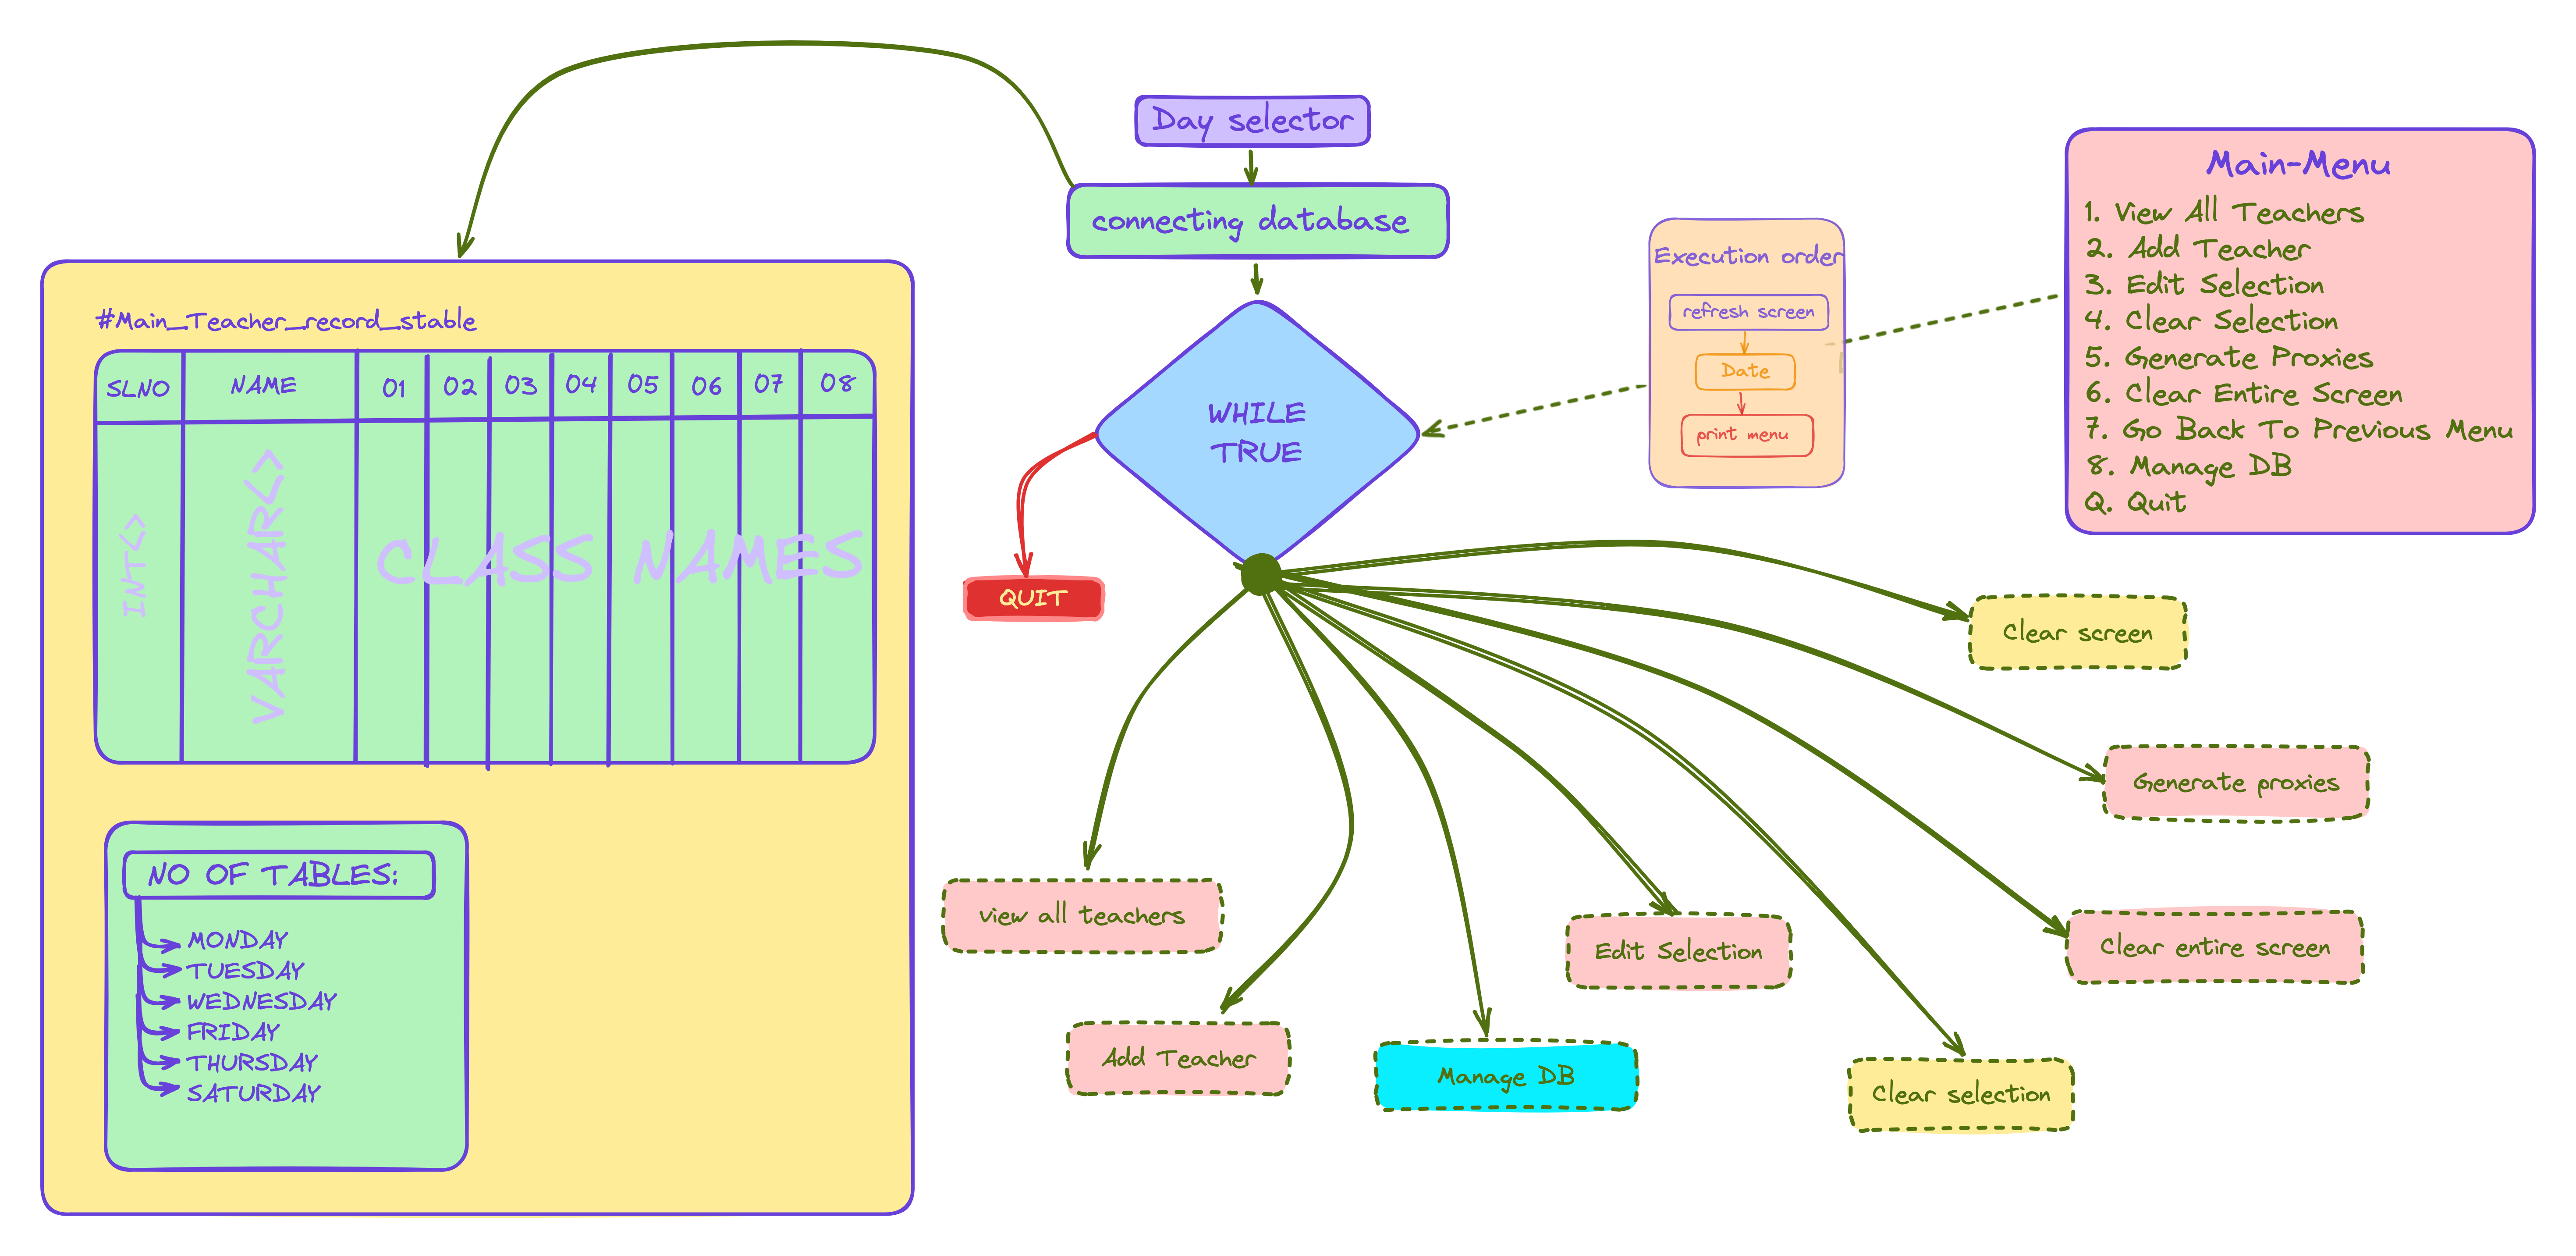 Day selector
connecting database
WHILE
TRUE
QUIT
Execution order
refresh screen
Date
print menu
Main-Menu
1. View All Teachers
2. Add Teacher
3. Edit Selection
4. Clear Selection
5. Generate Proxies
6. Clear Entire Screen
7. Go Back To Previous Menu
8. Manage DB
Q. Quit
#Main_Teacher_record_stable
SLNO NAME 01 02 03 04 05 06 07 08
INT<>
VARCHAR<>
CLASS NAMES
NO OF TABLES:
MONDAY
TUESDAY
WEDNESDAY
FRIDAY
THURSDAY
SATURDAY
Clear screen
Generate proxies
view all teachers
Edit Selection
Clear entire screen
Add Teacher
Manage DB
Clear selection